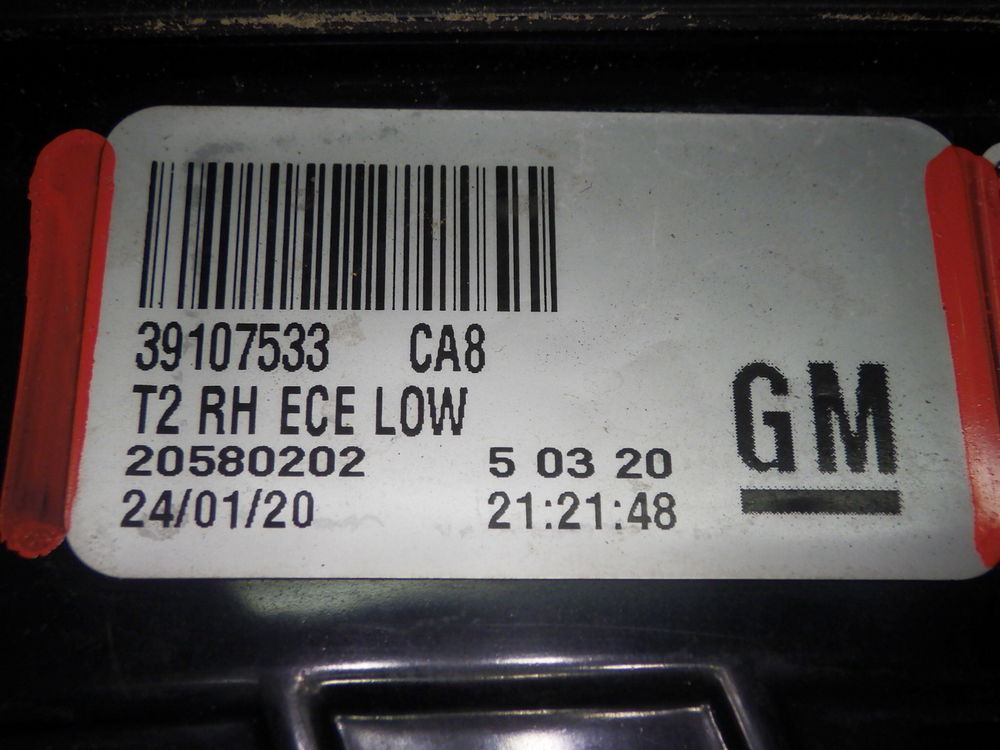 39107533 CA8
T2 RH ECE LOW
20580202 5 03 20
24/01/20 21:21:48
GM